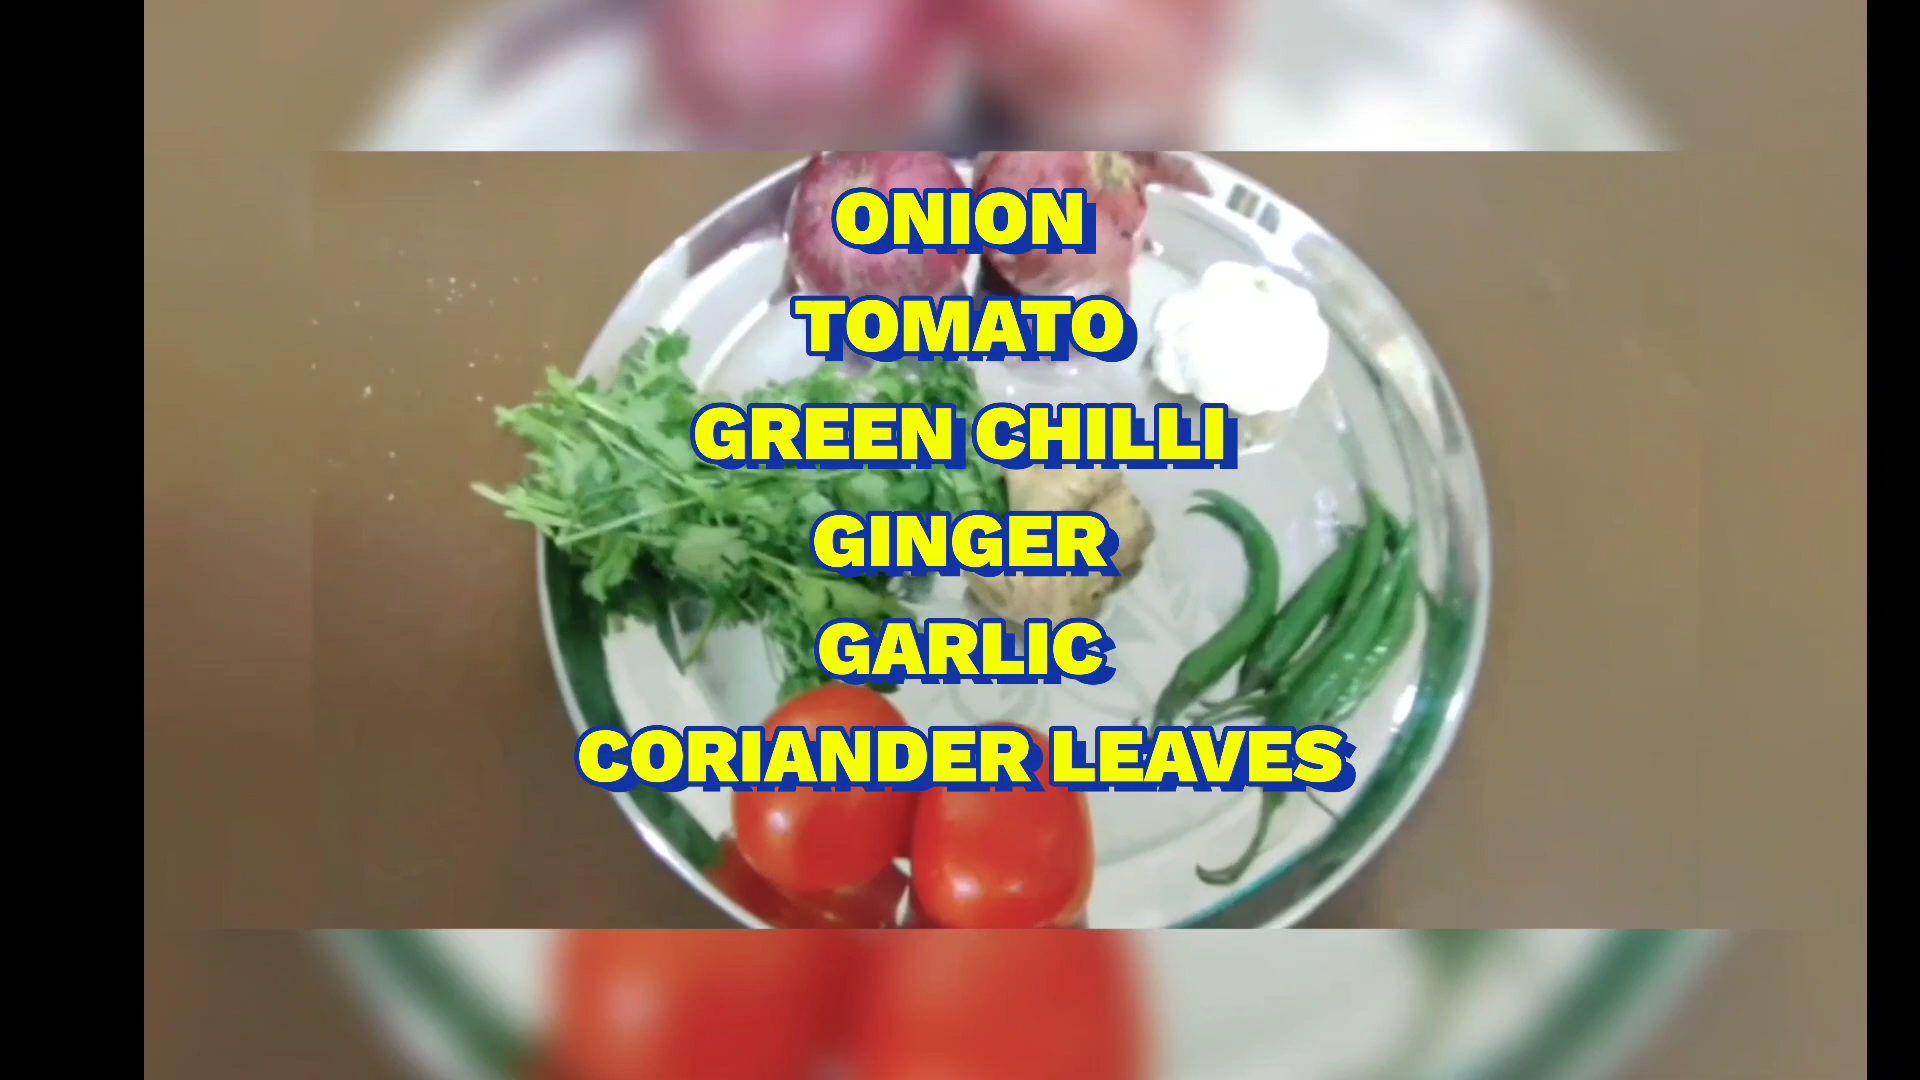 ONION
TOMATO
GREEN CHILLI
GINGER
GARLIC
CORIANDER LEAVES